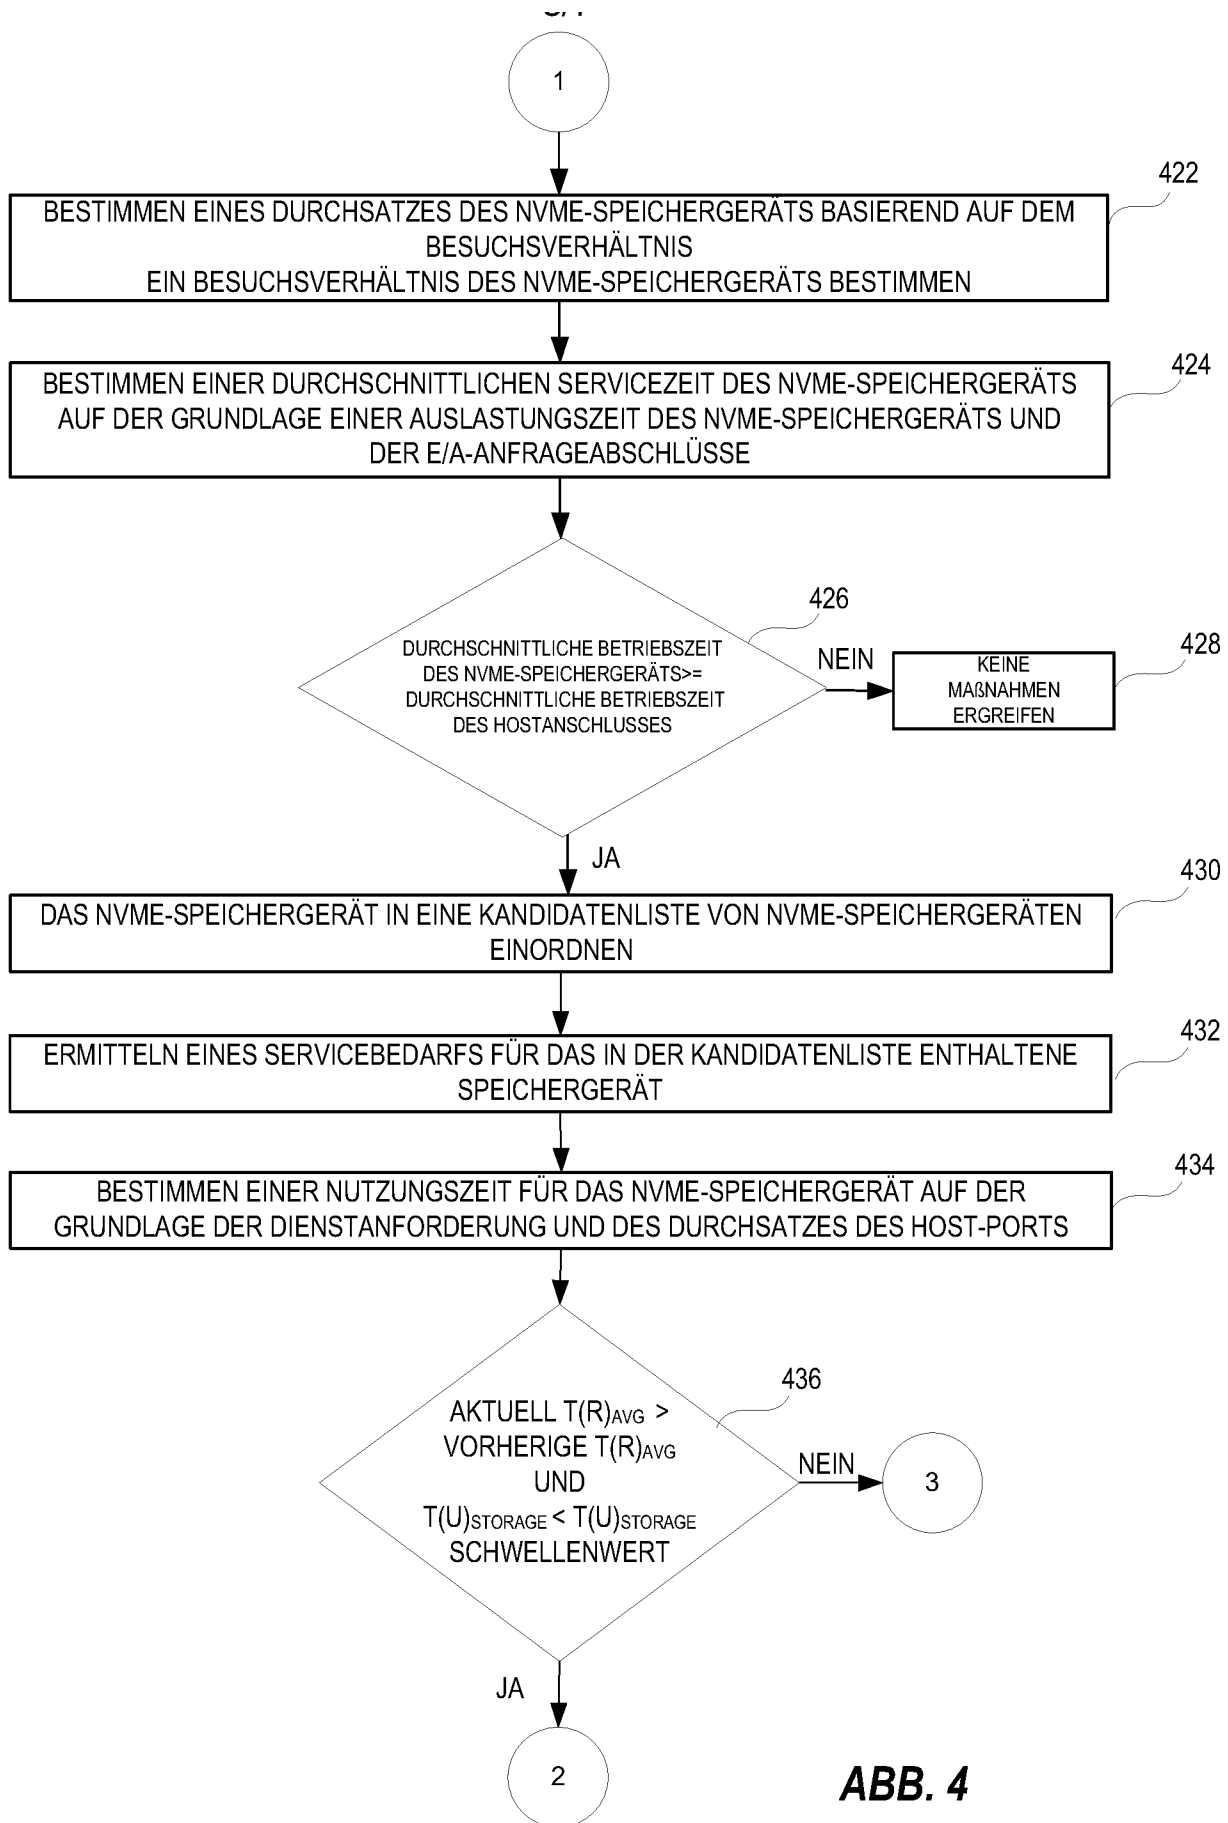 1
422
BESTIMMEN EINES DURCHSATZES DES NVME-SPEICHERGERÄTS BASIEREND AUF DEM
BESUCHSVERHÄLTNIS
EIN BESUCHSVERHÄLTNIS DES NVME-SPEICHERGERÄTS BESTIMMEN
424
BESTIMMEN EINER DURCHSCHNITTLICHEN SERVICEZEIT DES NVME-SPEICHERGERÄTS
AUF DER GRUNDLAGE EINER AUSLASTUNGSZEIT DES NVME-SPEICHERGERÄTS UND
DER E/A-ANFRAGEABSCHLÜSSE
426
DURCHSCHNITTLICHE BETRIEBSZEIT
DES NVME-SPEICHERGERÄTS>=
DURCHSCHNITTLICHE BETRIEBSZEIT
DES HOSTANSCHLUSSES
NEIN
428
KEINE
MAßNAHMEN
ERGREIFEN
JA
430
DAS NVME-SPEICHERGERÄT IN EINE KANDIDATENLISTE VON NVME-SPEICHERGERÄTEN
EINORDNEN
432
ERMITTELN EINES SERVICEBEDARFS FÜR DAS IN DER KANDIDATENLISTE ENTHALTENE
SPEICHERGERÄT
434
BESTIMMEN EINER NUTZUNGSZEIT FÜR DAS NVME-SPEICHERGERÄT AUF DER
GRUNDLAGE DER DIENSTANFORDERUNG UND DES DURCHSATZES DES HOST-PORTS
436
AKTUELL T(R)AVG >
VORHERIGE T(R)AVG
UND
T(U)STORAGE < T(U)STORAGE
SCHWELLENWERT
NEIN
3
JA
2
ABB. 4